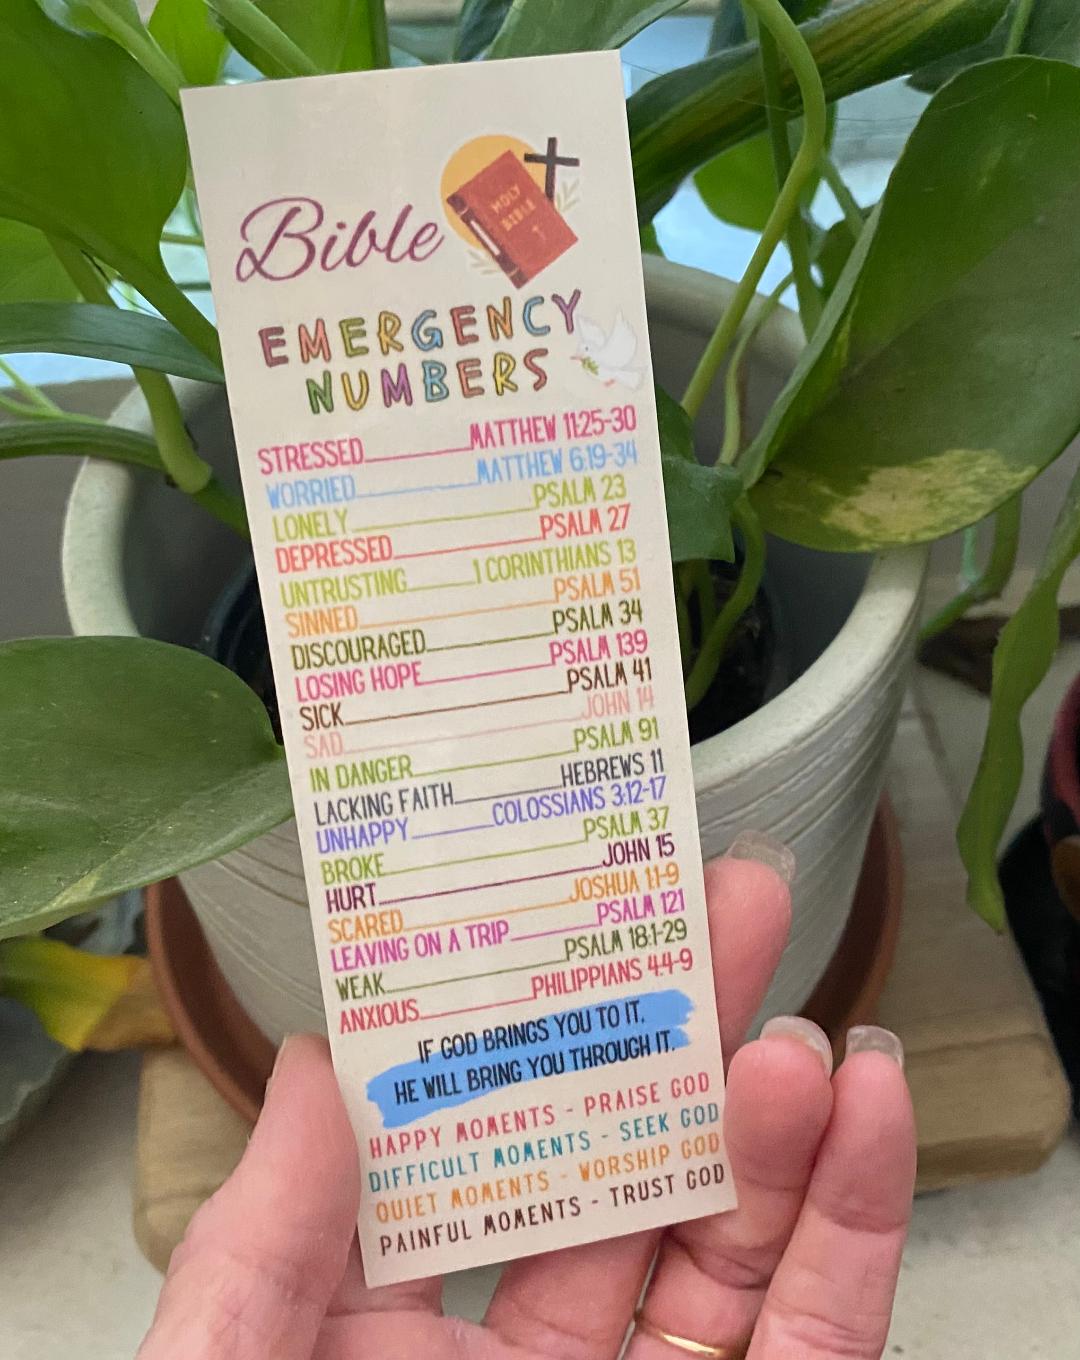 Bible
HOLY
BIBLE
EMERGENCY
NUMBERS
STRESSED MATTHEW 11:25-30
WORRIED MATTHEW 6:19-34
LONELY PSALM 23
DEPRESSED PSALM 27
UNTRUSTING 1 CORINTHIANS 13
SINNED PSALM 51
DISCOURAGED PSALM 34
LOSING HOPE PSALM 139
SICK PSALM 41
SAD JOHN 14
IN DANGER PSALM 91
LACKING FAITH HEBREWS 11
UNHAPPY COLOSSIANS 3:12-17
BROKE PSALM 37
HURT JOHN 15
SCARED JOSHUA 1:1-9
LEAVING ON A TRIP PSALM 121
WEAK PSALM 18:1-29
ANXIOUS PHILIPPIANS 4:4-9
IF GOD BRINGS YOU TO IT,
HE WILL BRING YOU THROUGH IT.
HAPPY MOMENTS - PRAISE GOD
DIFFICULT MOMENTS - SEEK GOD
QUIET MOMENTS - WORSHIP GOD
PAINFUL MOMENTS - TRUST GOD